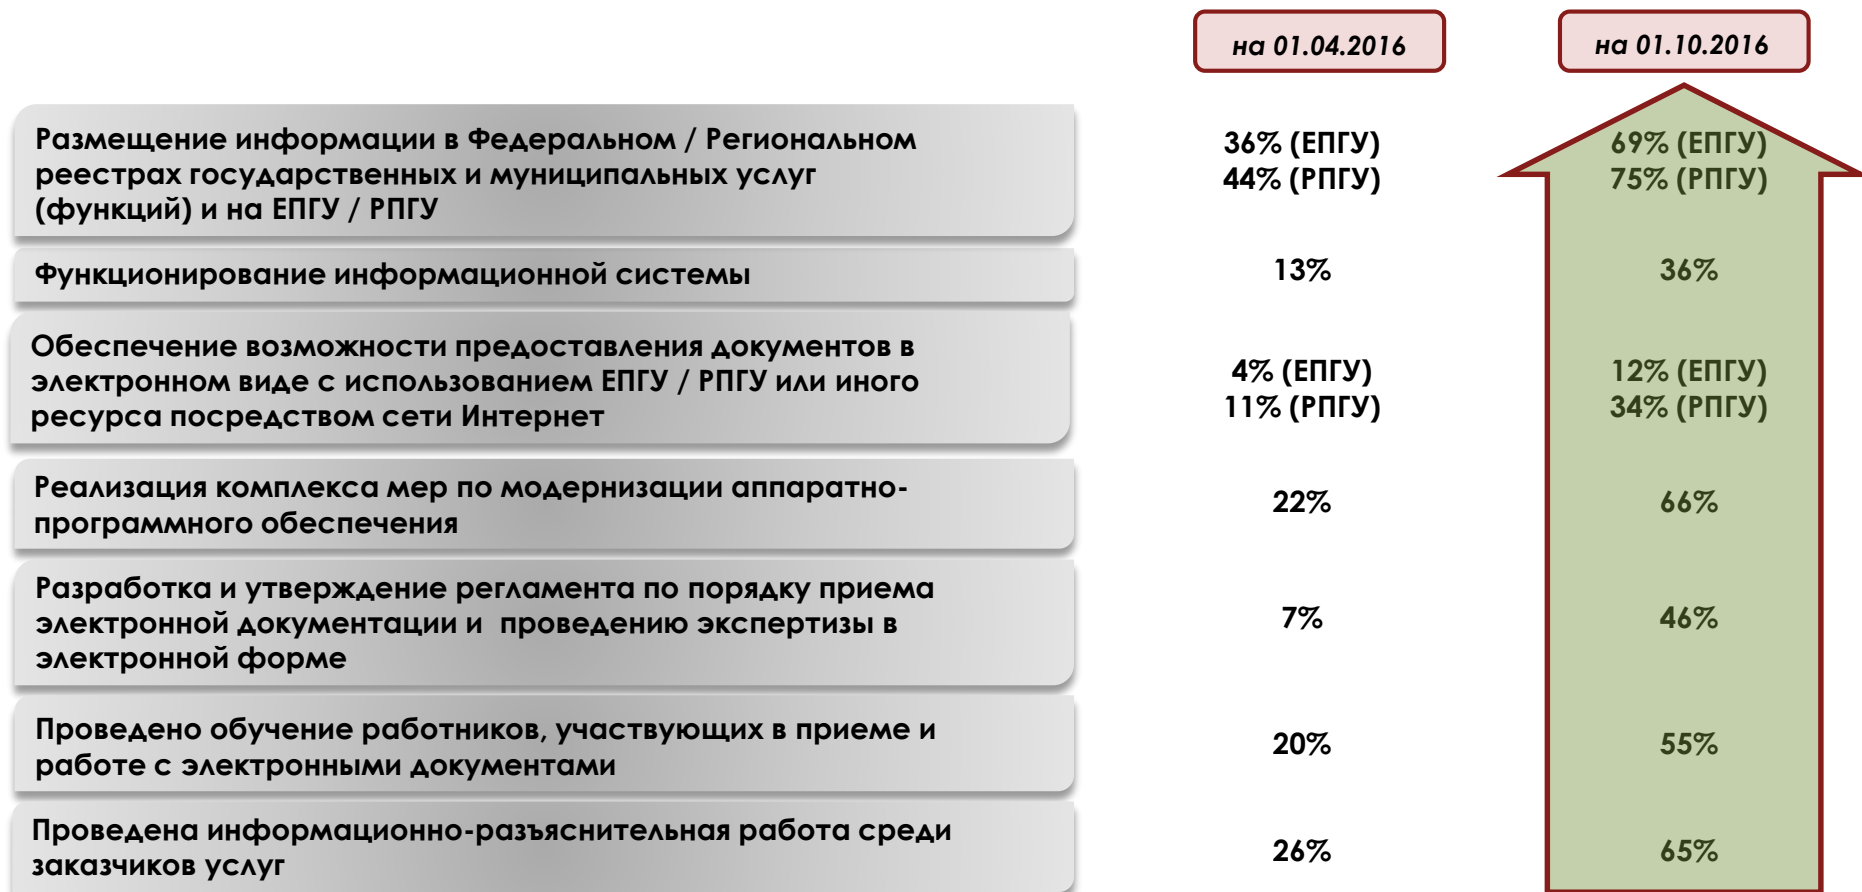 на 01.04.2016
на 01.10.2016
Размещение информации в Федеральном / Региональном
реестрах государственных и муниципальных услуг
(функций) и на ЕПГУ / РПГУ
36% (ЕПГУ)
44% (РПГУ)
69% (ЕПГУ)
75% (РПГУ)
Функционирование информационной системы
13%
36%
Обеспечение возможности предоставления документов в
электронном виде с использованием ЕПГУ / РПГУ или иного
ресурса посредством сети Интернет
4% (ЕПГУ)
11% (РПГУ)
12% (ЕПГУ)
34% (РПГУ)
Реализация комплекса мер по модернизации аппаратно-
программного обеспечения
22%
66%
Разработка и утверждение регламента по порядку приема
электронной документации и  проведению экспертизы в
электронной форме
7%
46%
Проведено обучение работников, участвующих в приеме и
работе с электронными документами
20%
55%
Проведена информационно-разъяснительная работа среди
заказчиков услуг
26%
65%